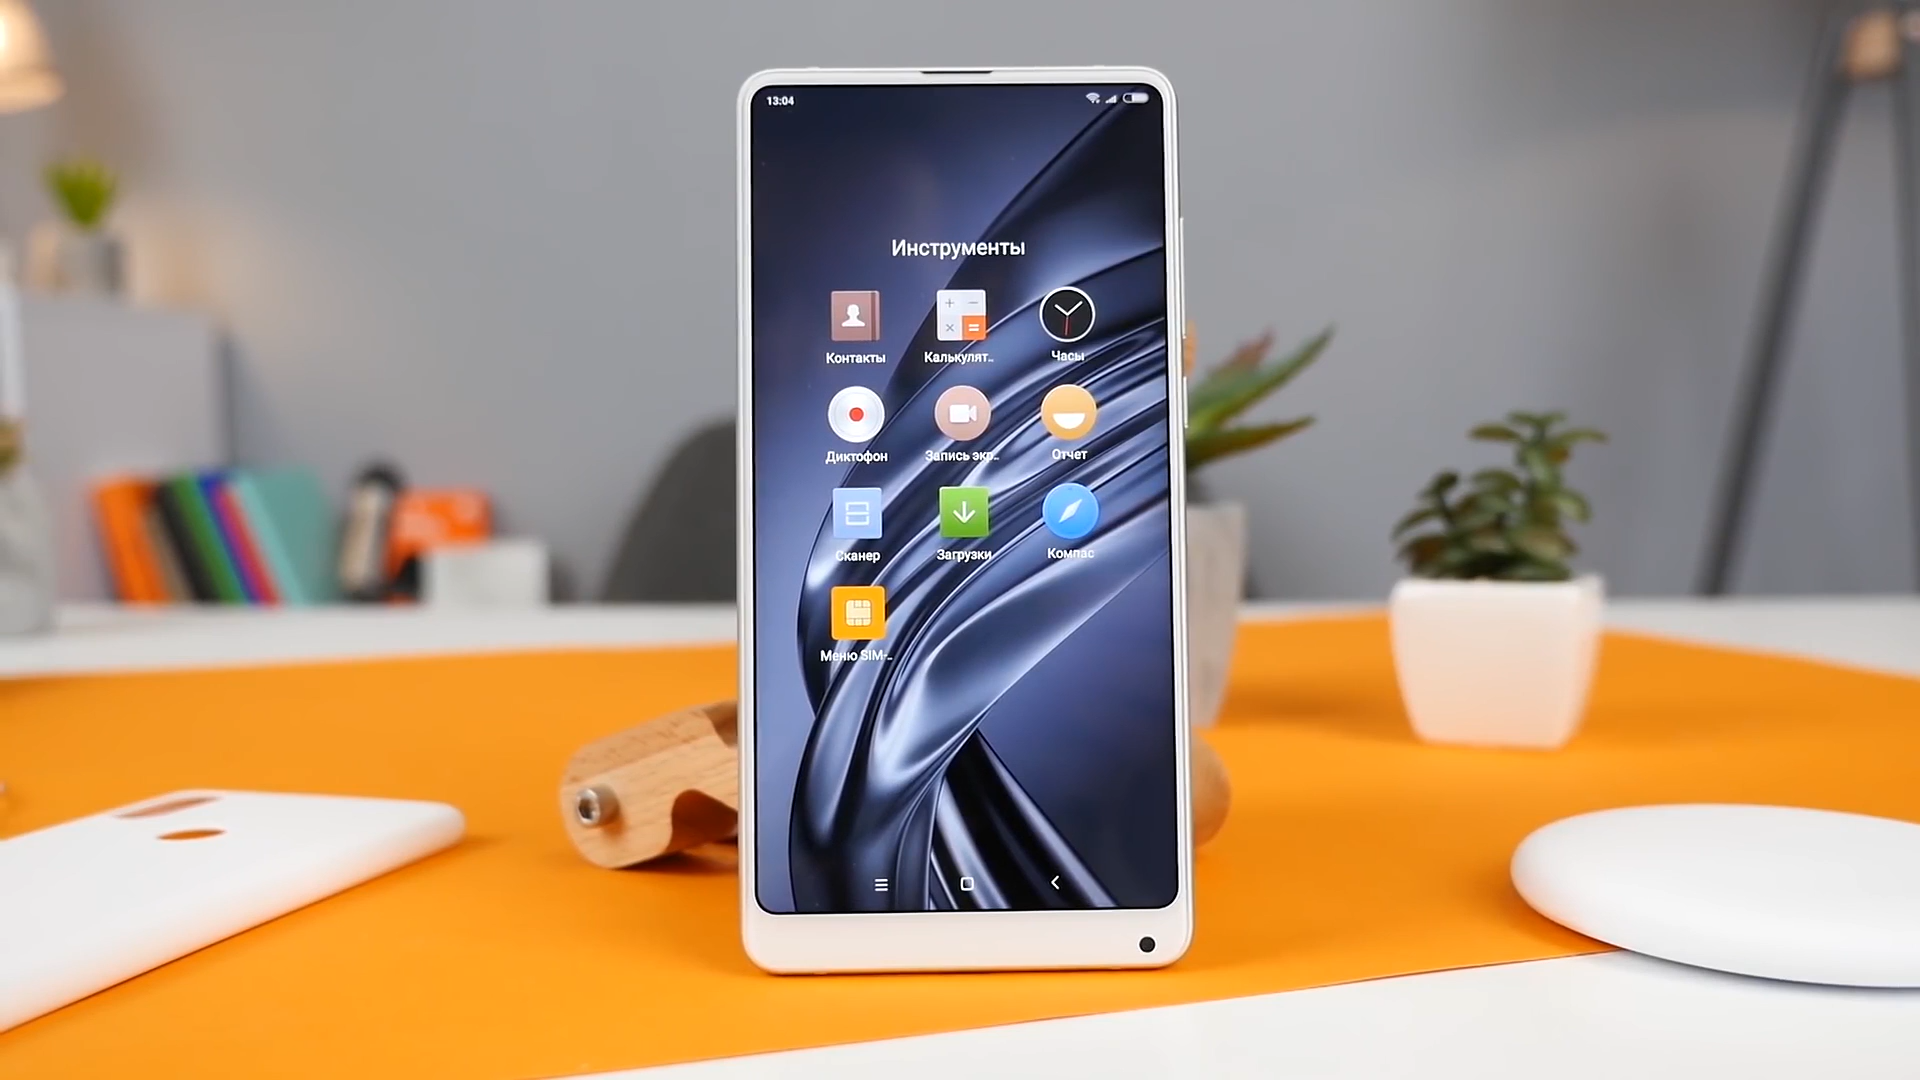 13:04
Инструменты
Контакты
Калькулят..
Часы
Диктофон
Запись экр..
Отчет
Сканер
Загрузки
Компас
Меню SIM-..